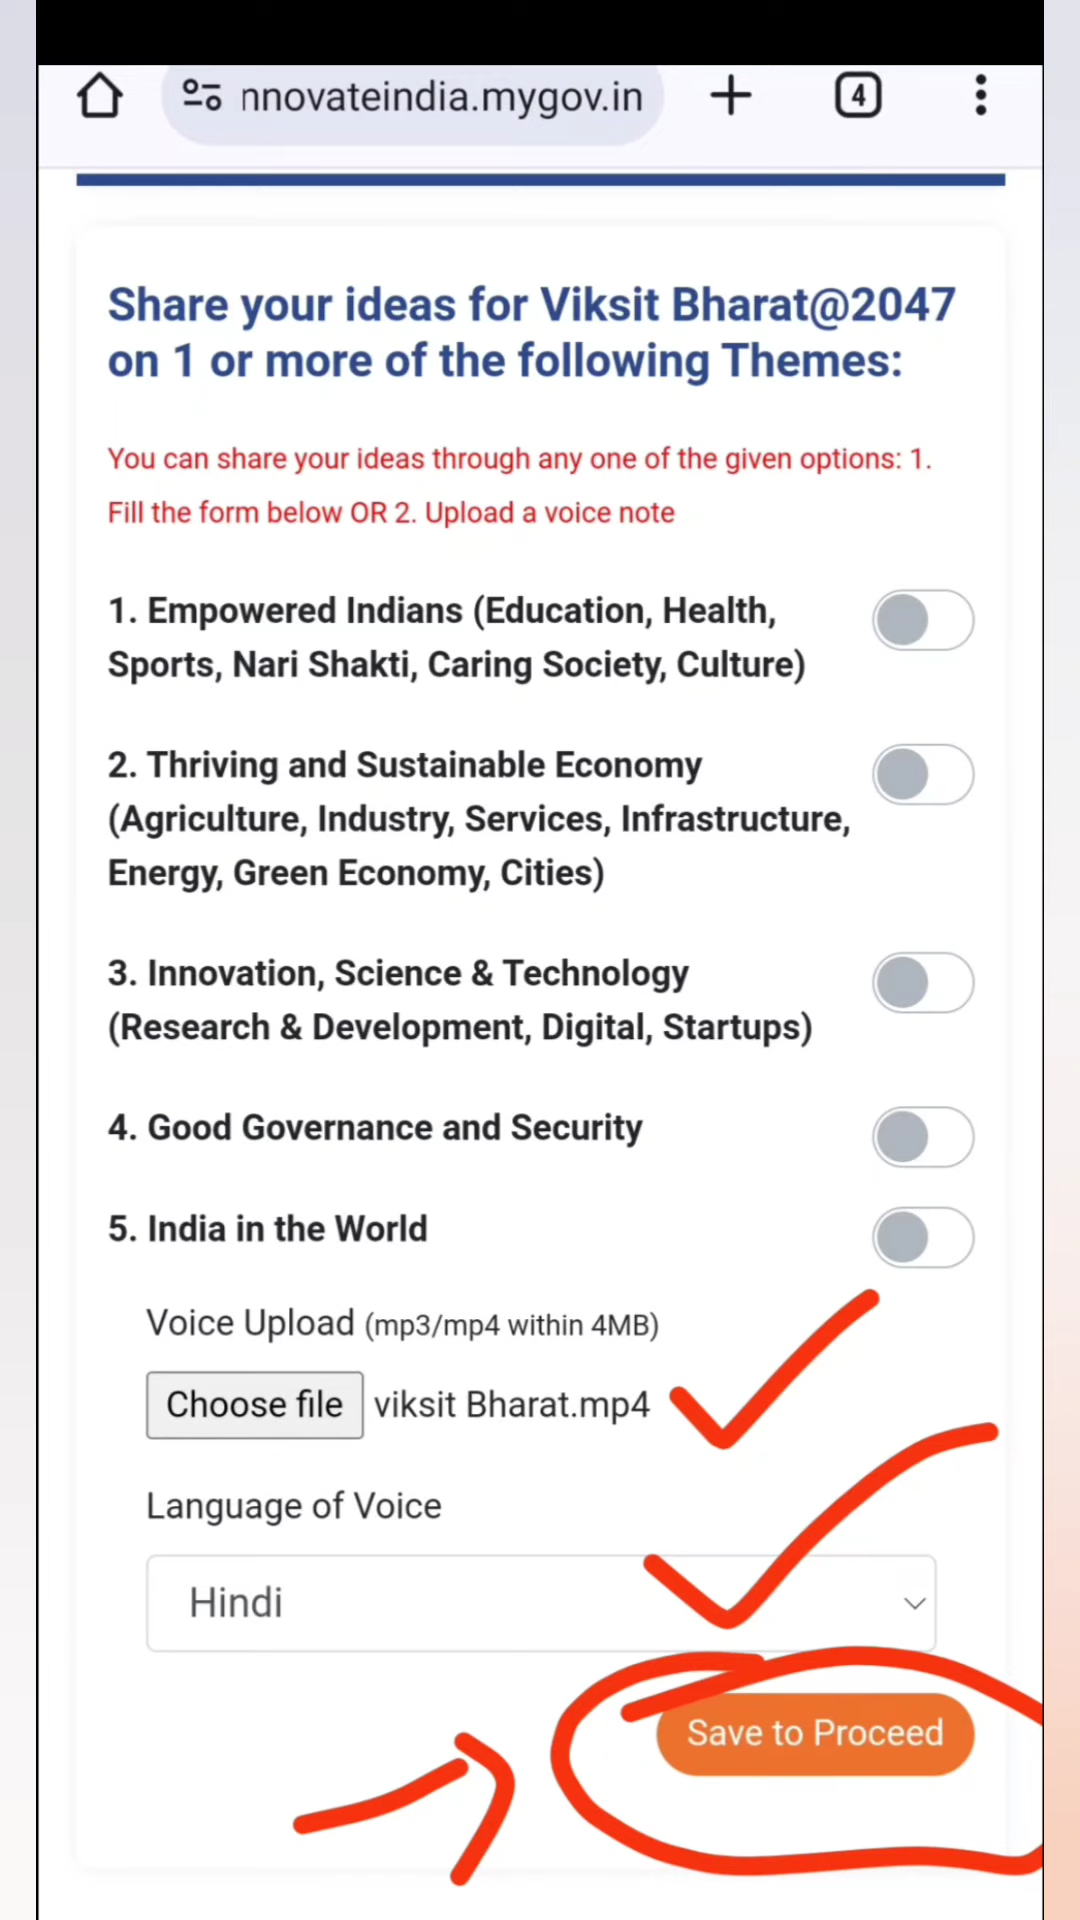 nnovateindia.mygov.in
4
Share your ideas for Viksit Bharat@2047
on 1 or more of the following Themes:
You can share your ideas through any one of the given options: 1.
Fill the form below OR 2. Upload a voice note
1. Empowered Indians (Education, Health,
Sports, Nari Shakti, Caring Society, Culture)
2. Thriving and Sustainable Economy
(Agriculture, Industry, Services, Infrastructure,
Energy, Green Economy, Cities)
3. Innovation, Science & Technology
(Research & Development, Digital, Startups)
4. Good Governance and Security
5. India in the World
Voice Upload (mp3/mp4 within 4MB)
Choose file viksit Bharat.mp4
Language of Voice
Hindi
Save to Proceed